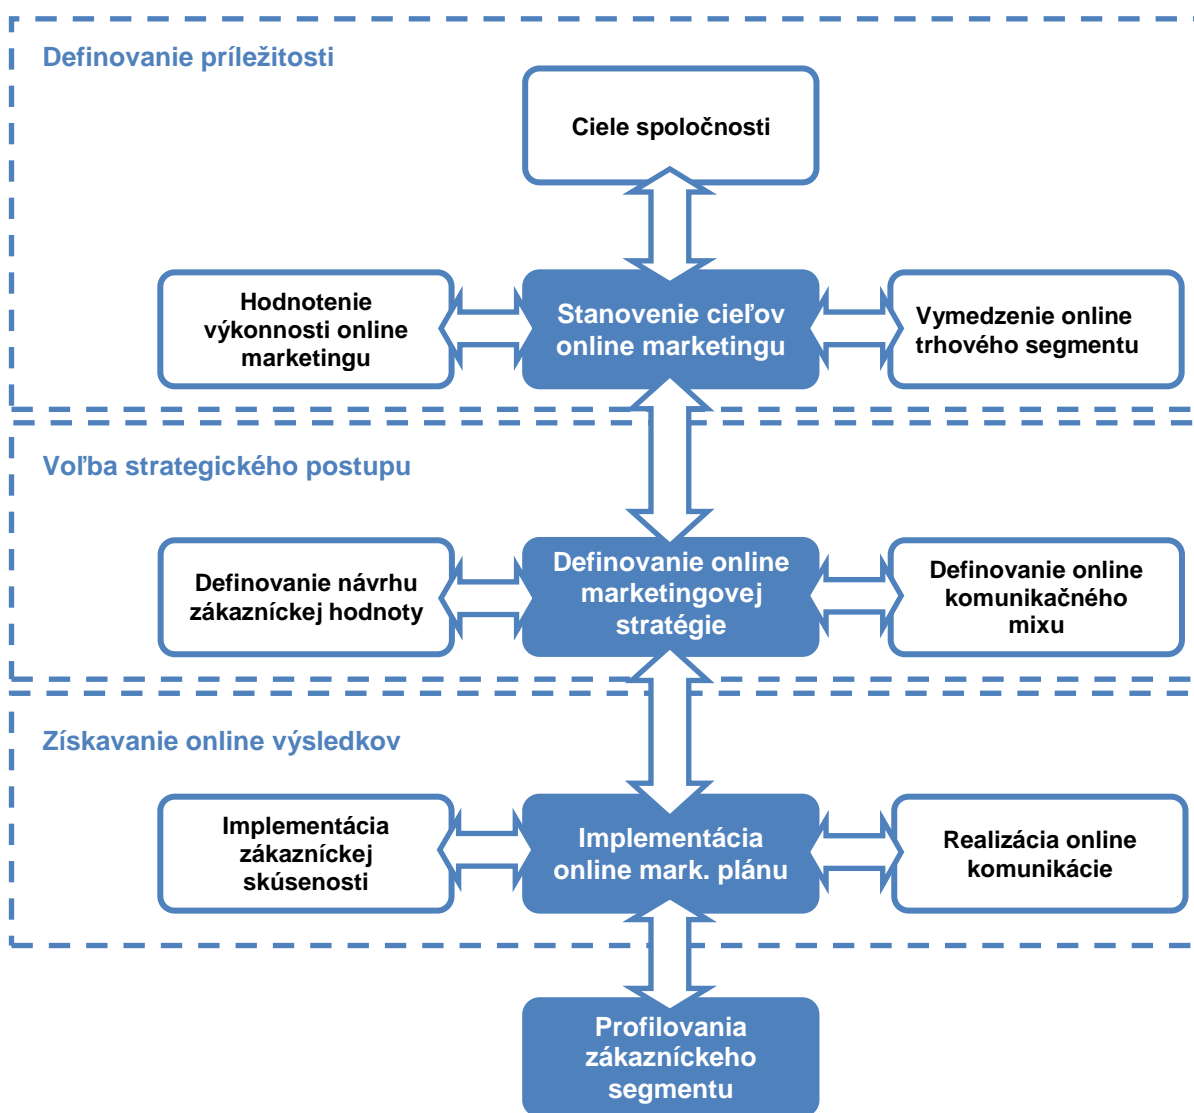 Definovanie príležitosti
Ciele spoločnosti
Hodnotenie
výkonnosti online
marketingu
Stanovenie cieľov
online marketingu
Vymedzenie online
trhového segmentu
Voľba strategického postupu
Definovanie návrhu
zákazníckej hodnoty
Definovanie online
marketingovej
stratégie
Definovanie online
komunikačného
mixu
Získavanie online výsledkov
Implementácia
zákazníckej
skúsenosti
Implementácia
online mark. plánu
Realizácia online
komunikácie
Profilovania
zákazníckeho
segmentu